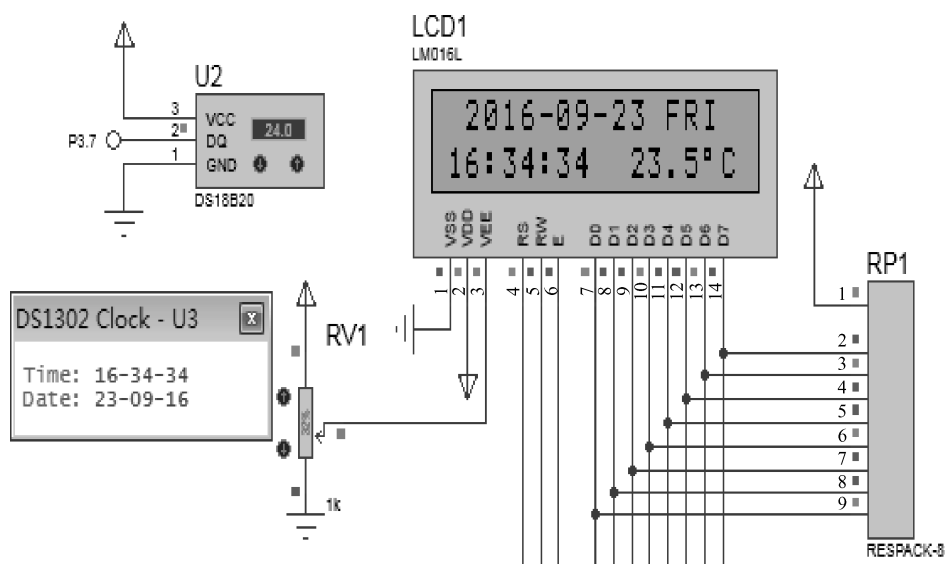 LCD1
LM016L
2016-09-23 FRI
16:34:34 23.5°C
VSS
VDD
VEE
RS
RW
E
D0
D1
D2
D3
D4
D5
D6
D7
1
2
3
4
5
6
7
8
9
10
11
12
13
14
U2
3
VCC
P3.7
2
DQ
24.0
1
GND
DS18B20
DS1302 Clock - U3
x
Time: 16-34-34
Date: 23-09-16
RV1
32%
1k
RP1
1
2
3
4
5
6
7
8
9
RESPACK-8